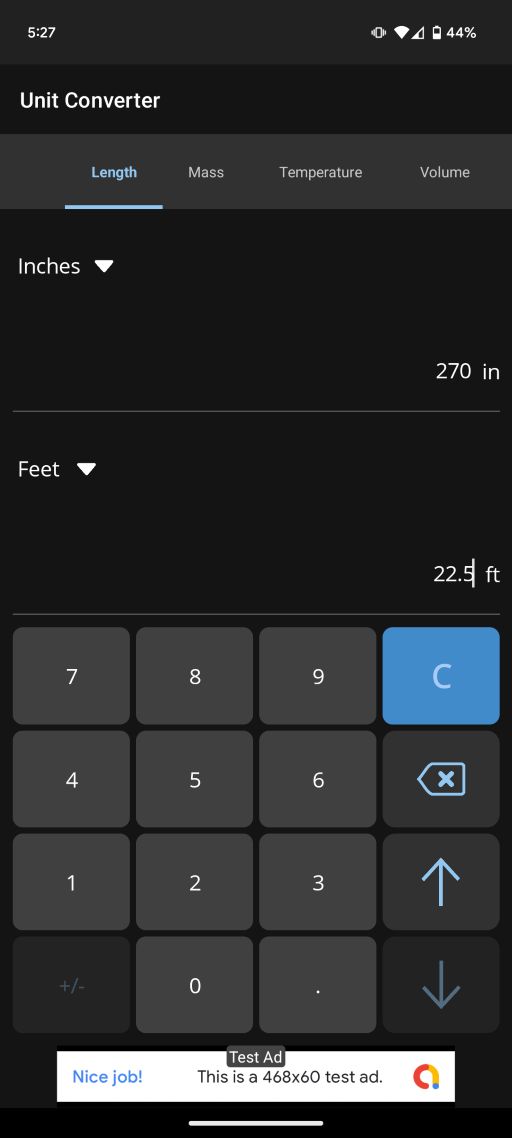 5:27 44%
Unit Converter
Length Mass Temperature Volume
Inches
270 in
Feet
22.5 ft
7 8 9 C
4 5 6
1 2 3
+/- 0 .
Test Ad
Nice job! This is a 468x60 test ad.